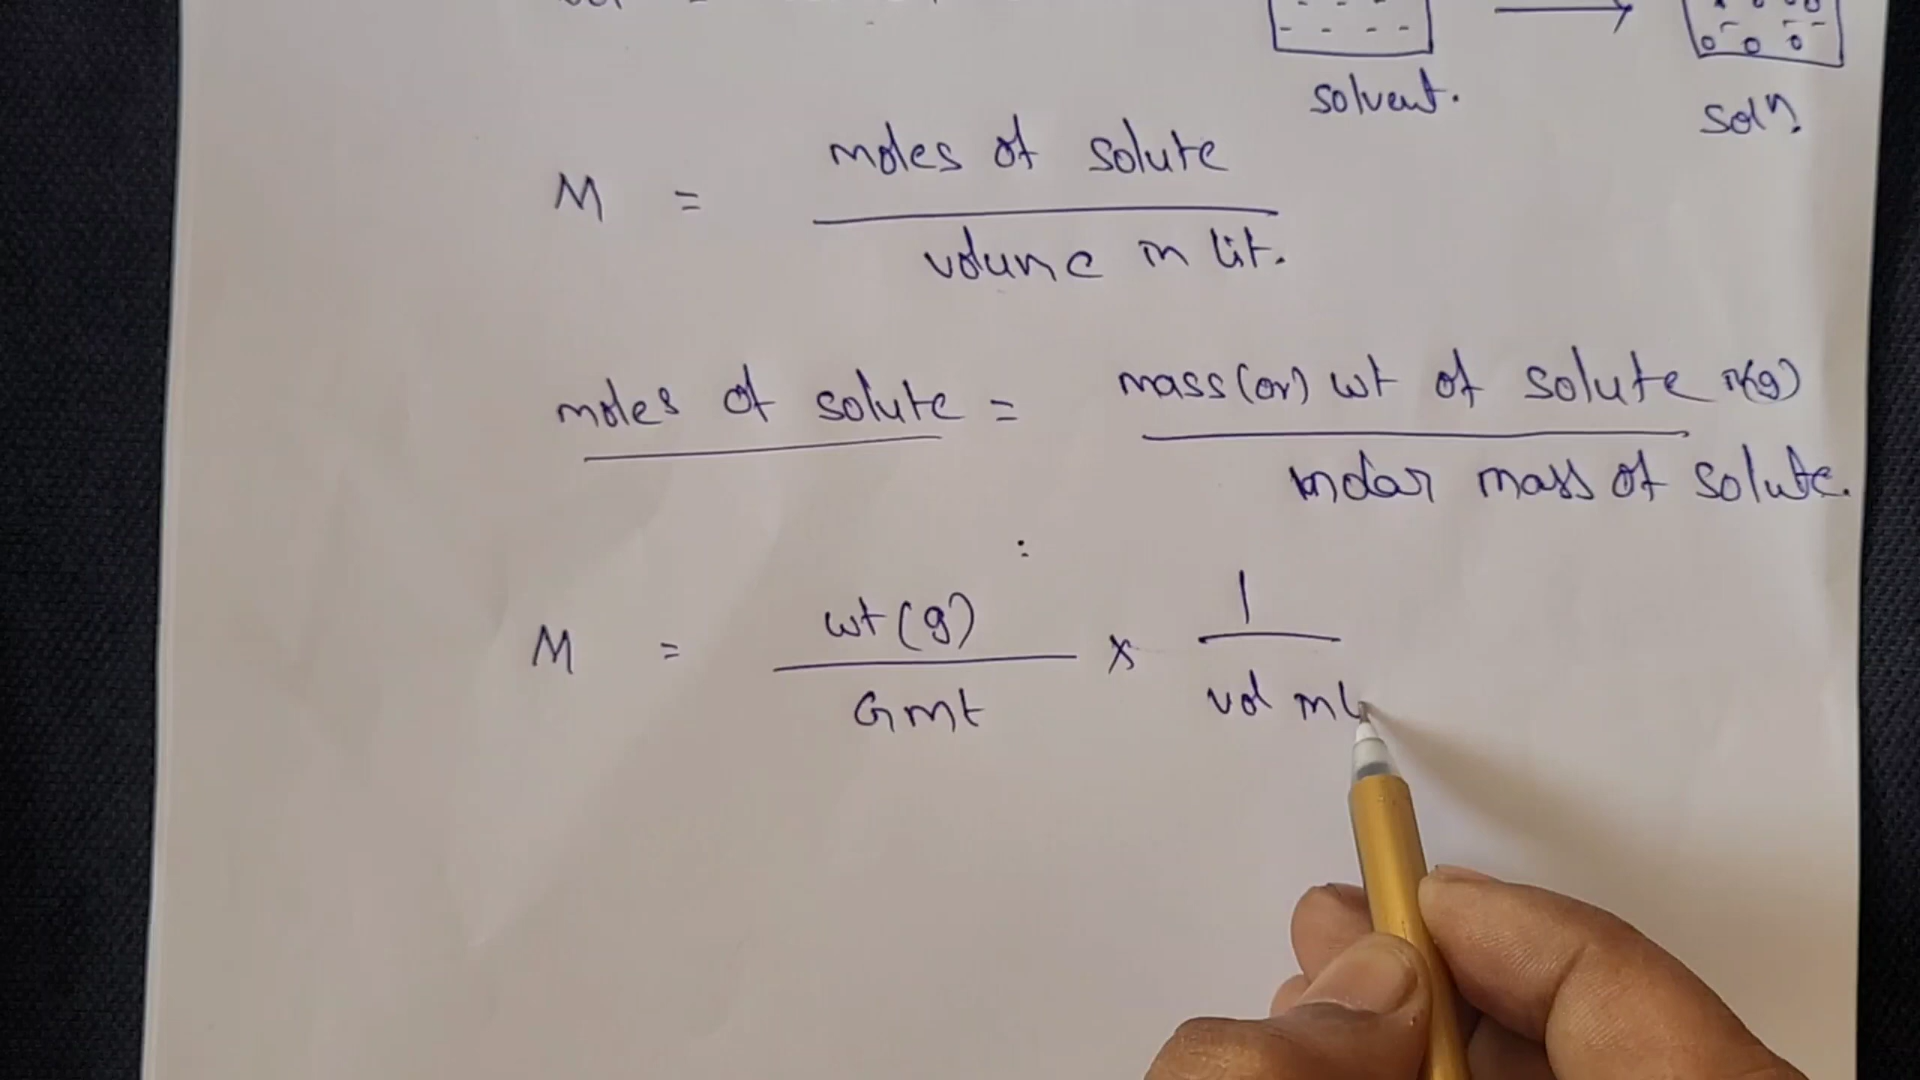 solvent.
soln.
M = moles of solute
volume in lit.
moles of solute = mass (or) wt of solute (g)
molar mass of solute.
M = wt (g) × 1
Gmt vol in